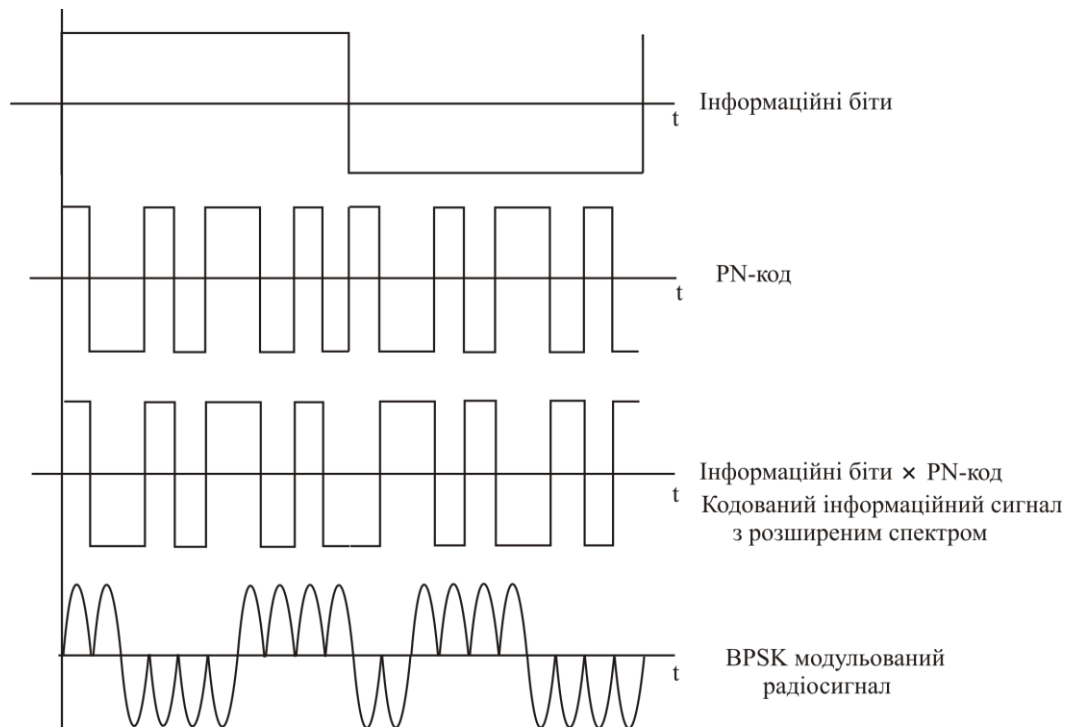 Інформаційні біти
t
PN-код
t
Інформаційні біти × PN-код
t
Кодований інформаційний сигнал
з розширеним спектром
BPSK модульований
t
радіосигнал